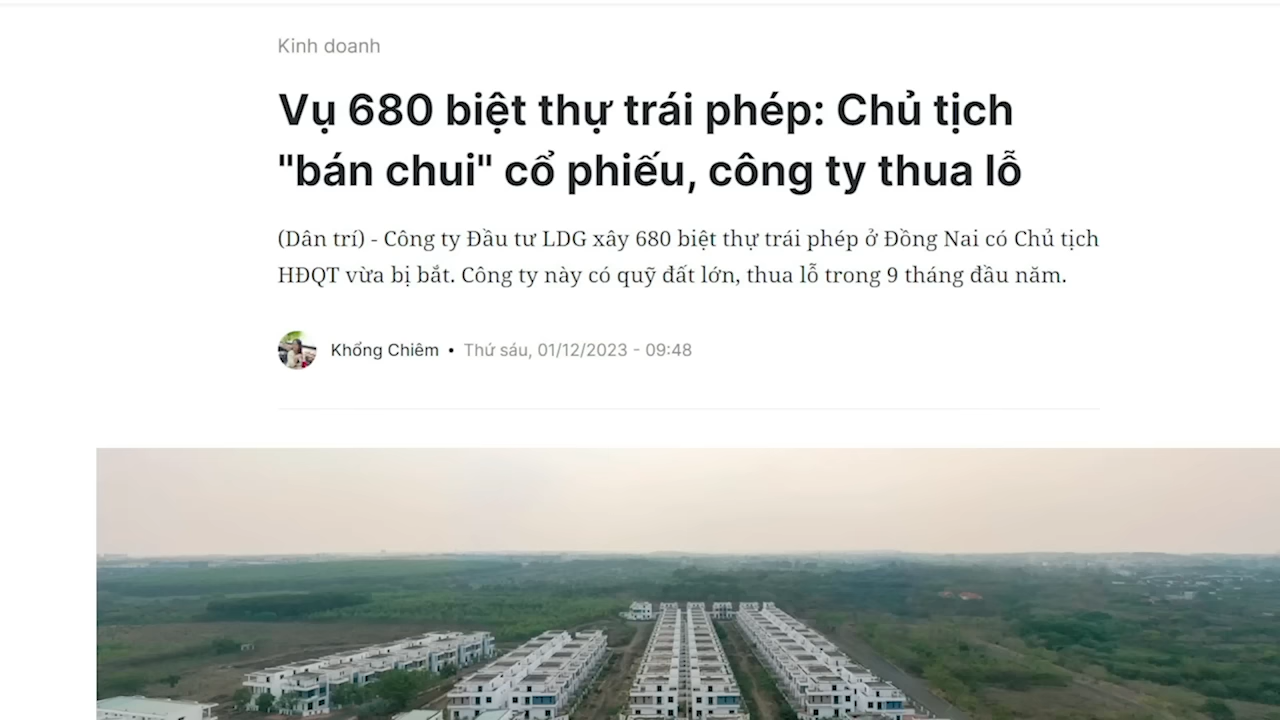 Kinh doanh
Vụ 680 biệt thự trái phép: Chủ tịch
"bán chui" cổ phiếu, công ty thua lỗ
(Dân trí) - Công ty Đầu tư LDG xây 680 biệt thự trái phép ở Đồng Nai có Chủ tịch
HĐQT vừa bị bắt. Công ty này có quỹ đất lớn, thua lỗ trong 9 tháng đầu năm.
Khổng Chiêm • Thứ sáu, 01/12/2023 - 09:48